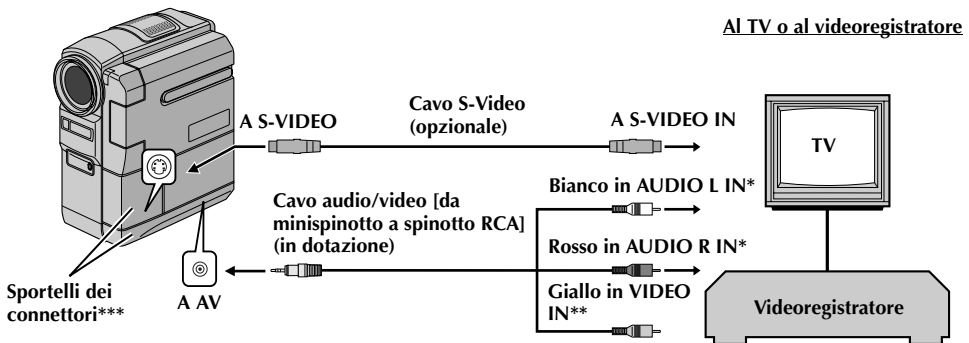 Al TV o al videoregistratore
Cavo S-Video
(opzionale)
A S-VIDEO
A S-VIDEO IN
TV
Bianco in AUDIO L IN*
Cavo audio/video [da
minispinotto a spinotto RCA]
(in dotazione)
Rosso in AUDIO R IN*
Giallo in VIDEO
IN**
Sportelli dei
connettori***
A AV
Videoregistratore